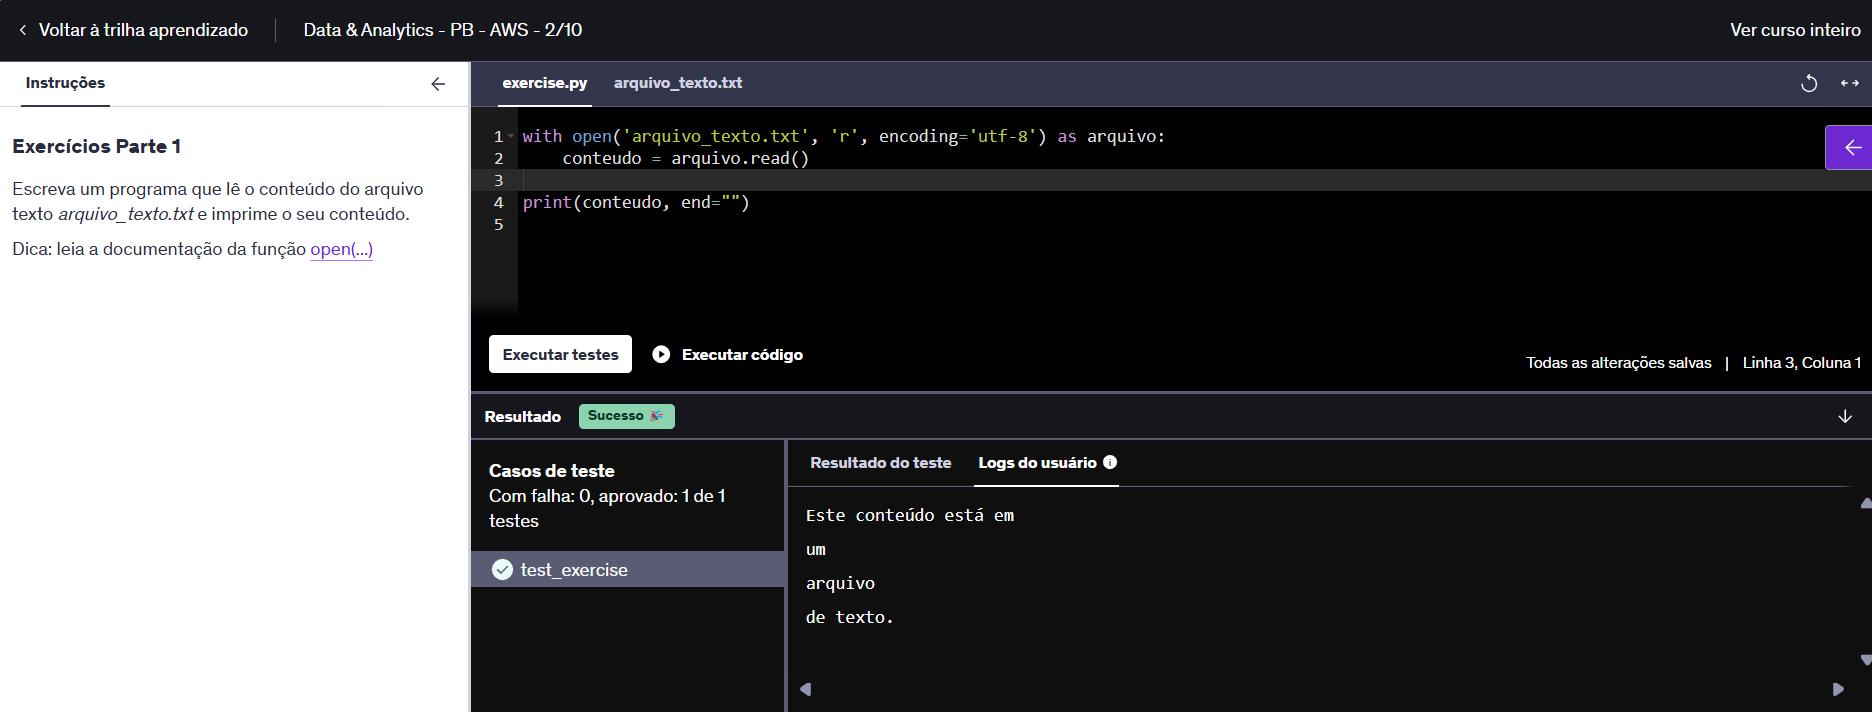 Voltar à trilha aprendizado
Data & Analytics - PB - AWS - 2/10
Ver curso inteiro
Instruções
Exercícios Parte 1
Escreva um programa que lê o conteúdo do arquivo
texto arquivo_texto.txt e imprime o seu conteúdo.
Dica: leia a documentação da função open(...)
exercise.py
arquivo_texto.txt
1 with open('arquivo_texto.txt', 'r', encoding='utf-8') as arquivo:
2     conteudo = arquivo.read()
3
4 print(conteudo, end="")
5
Executar testes
Executar código
Todas as alterações salvas | Linha 3, Coluna 1
Resultado
Sucesso 🎉
Casos de teste
Com falha: 0, aprovado: 1 de 1
testes
test_exercise
Resultado do teste
Logs do usuário
Este conteúdo está em
um
arquivo
de texto.